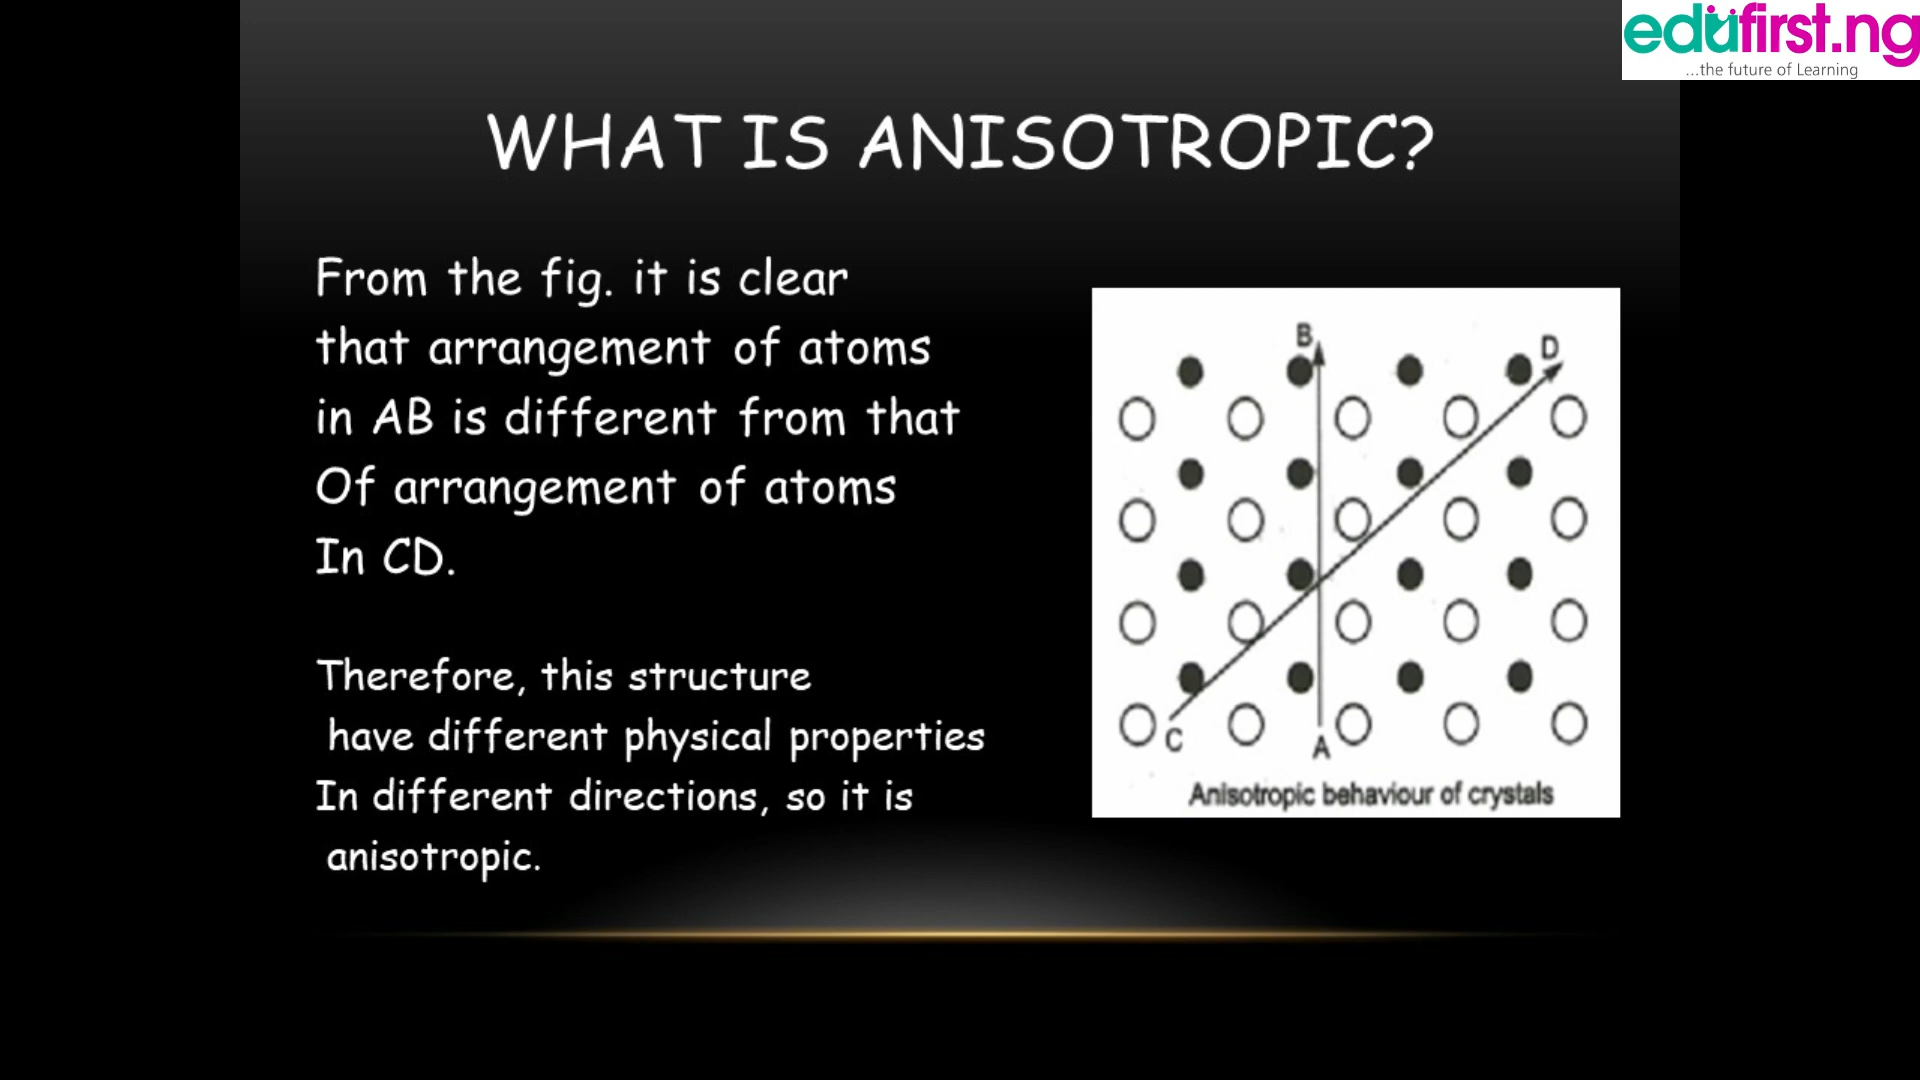 edufirst.ng
...the future of Learning
WHAT IS ANISOTROPIC?
From the fig. it is clear
that arrangement of atoms
in AB is different from that
Of arrangement of atoms
In CD.
Therefore, this structure
have different physical properties
In different directions, so it is
anisotropic.
B
D
C
A
Anisotropic behaviour of crystals